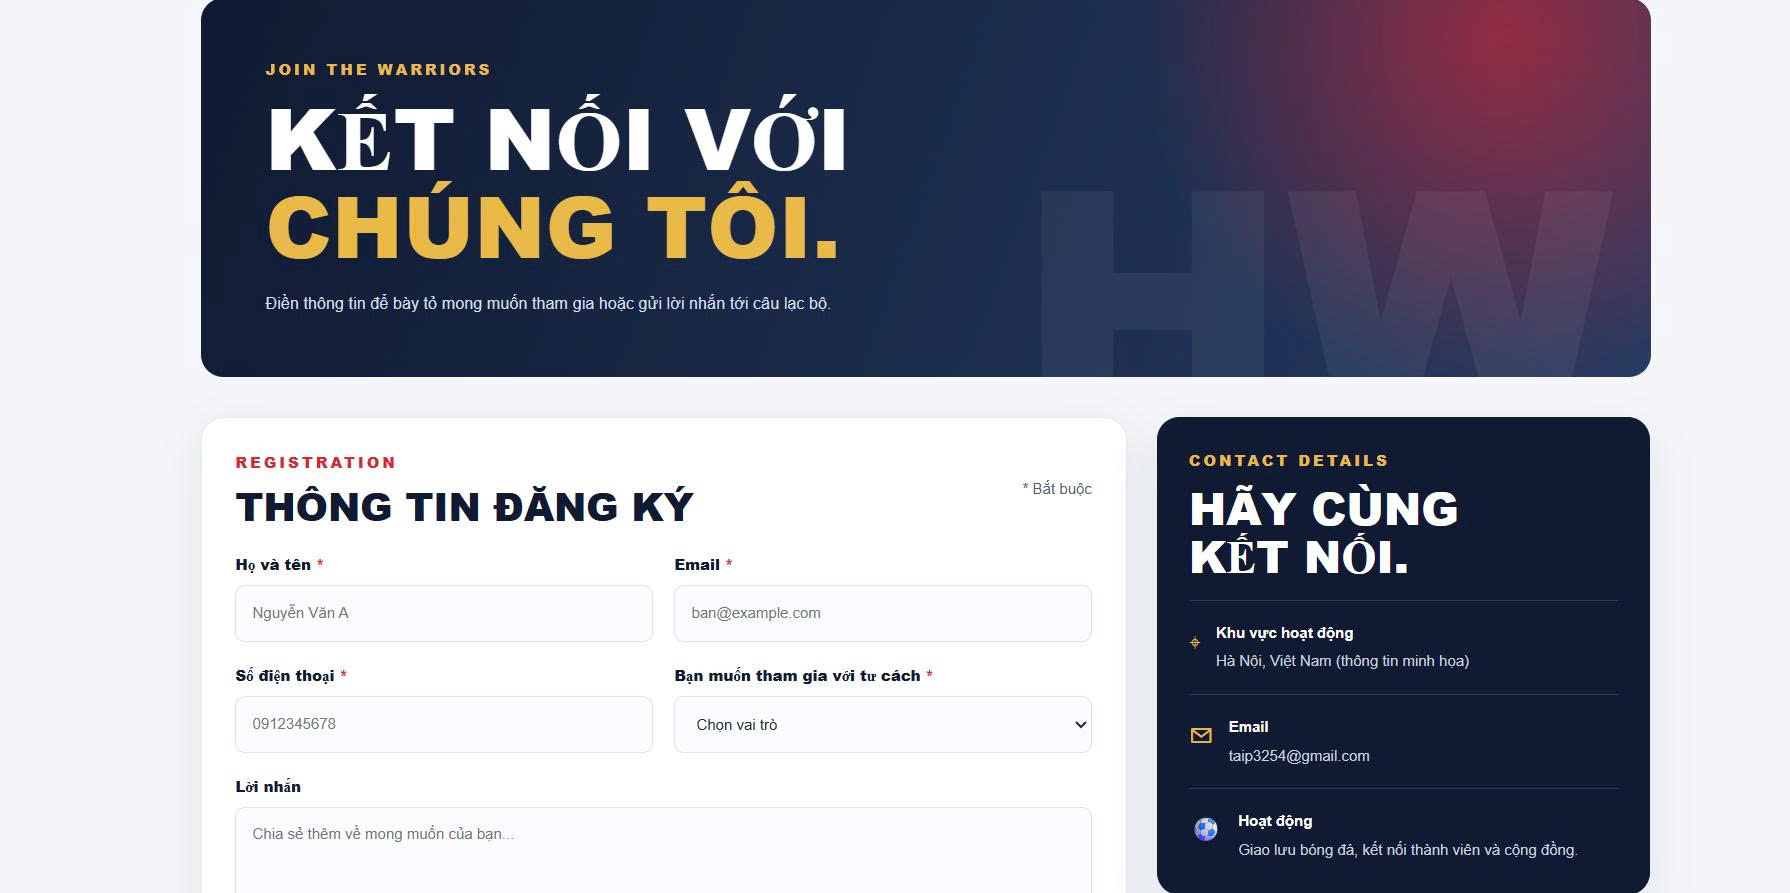 JOIN THE WARRIORS
KẾT NỐI VỚI
CHÚNG TÔI.
Điền thông tin để bày tỏ mong muốn tham gia hoặc gửi lời nhắn tới câu lạc bộ.
HW
REGISTRATION
THÔNG TIN ĐĂNG KÝ
* Bắt buộc
Họ và tên *
Email *
Nguyễn Văn A
ban@example.com
Số điện thoại *
Bạn muốn tham gia với tư cách *
0912345678
Chọn vai trò
Lời nhắn
Chia sẻ thêm về mong muốn của bạn...
CONTACT DETAILS
HÃY CÙNG
KẾT NỐI.
Khu vực hoạt động
Hà Nội, Việt Nam (thông tin minh họa)
Email
taip3254@gmail.com
Hoạt động
Giao lưu bóng đá, kết nối thành viên và cộng đồng.